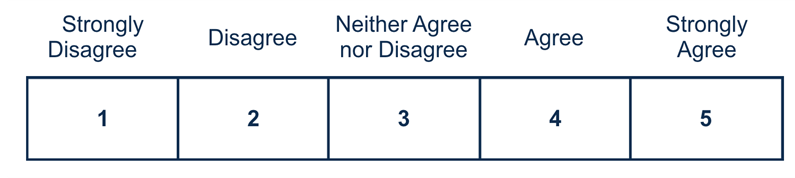 Strongly
Disagree
Disagree
Neither Agree
nor Disagree
Agree
Strongly
Agree
1
2
3
4
5